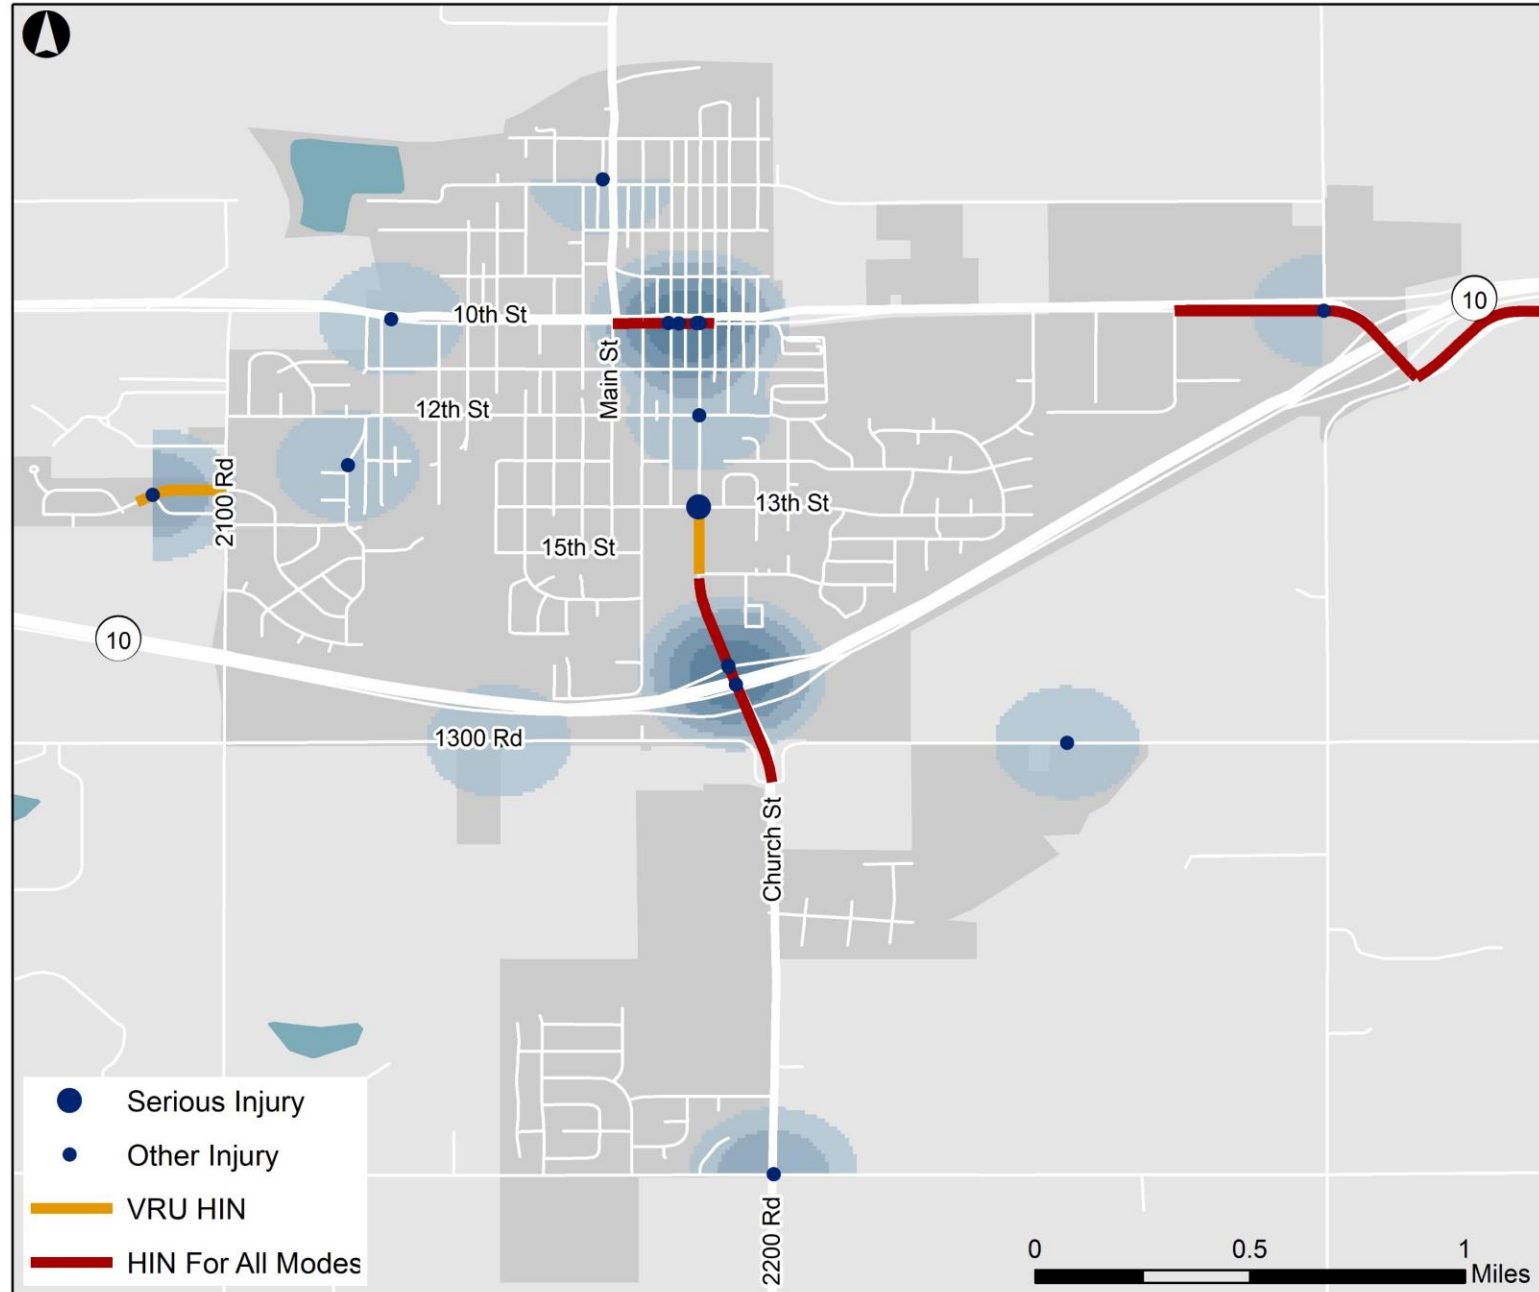 10
10th St
Main St
12th St
2100 Rd
13th St
15th St
10
1300 Rd
Church St
2200 Rd
Serious Injury
Other Injury
VRU HIN
HIN For All Modes
0 0.5 1
Miles